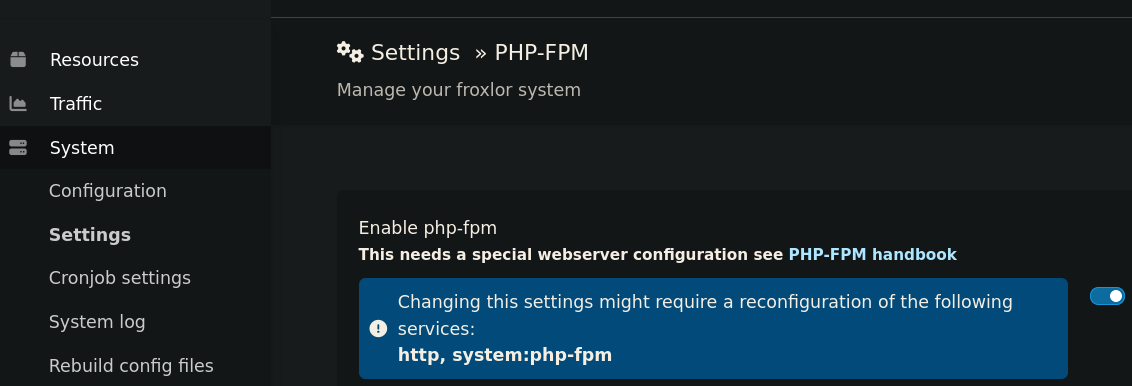 Resources
Traffic
System
Configuration
Settings
Cronjob settings
System log
Rebuild config files
Settings » PHP-FPM
Manage your froxlor system
Enable php-fpm
This needs a special webserver configuration see PHP-FPM handbook
Changing this settings might require a reconfiguration of the following
services:
http, system:php-fpm